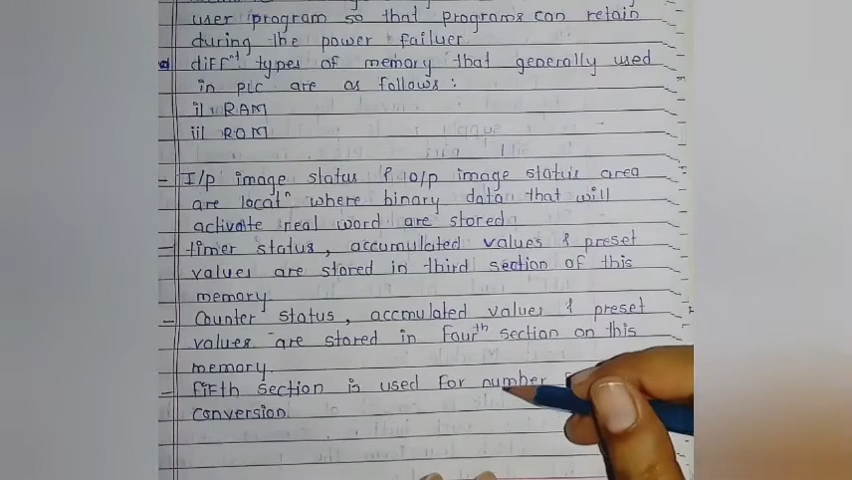 user program so that programs can retain
during the power failuer
diffnt types of memory that generally used
in plc are as follows :
i) RAM
ii) ROM
- I/p image status & o/p image status area
are locatn where binary data that will
activate real word are stored
- timer status, accumulated values & preset
values are stored in third section of this
memory.
- Counter status, accumulated values & preset
values are stored in fourth section on this
memory.
- fifth section is used for number
conversion